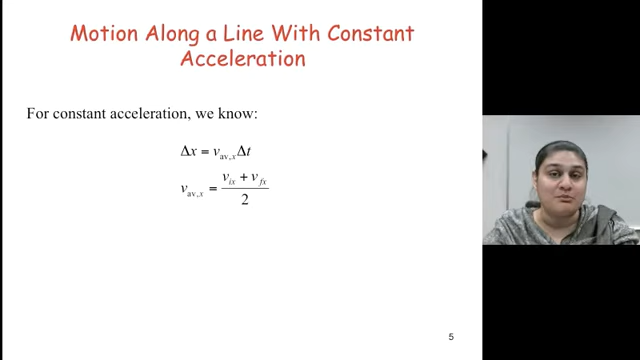 Motion Along a Line With Constant
Acceleration
For constant acceleration, we know:
Δx = v_av,x Δt
v_av,x = (v_ix + v_fx) / 2
5